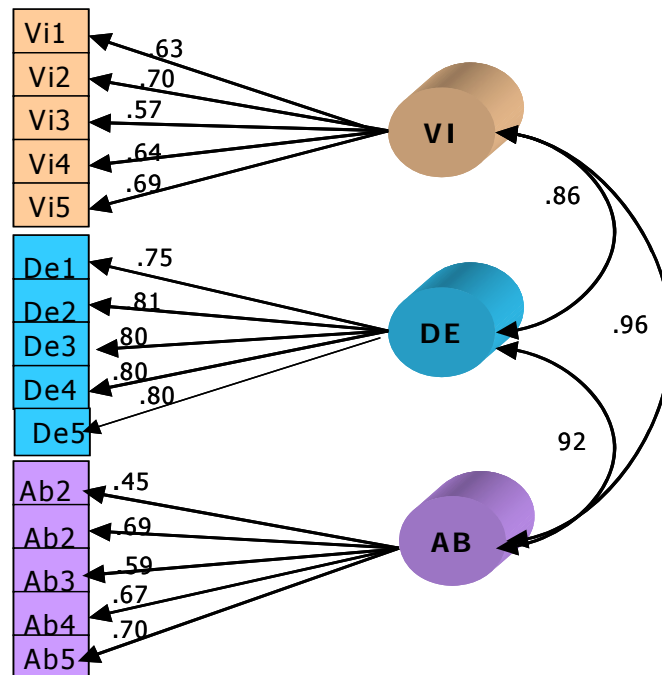 Vi1
.63
Vi2
.70
Vi3
.57
VI
Vi4
.64
Vi5
.69
.86
De1
.75
De2
.81
.96
De3
.80
DE
De4
.80
De5
.80
92
Ab2
.45
Ab2
.69
Ab3
.59
AB
Ab4
.67
Ab5
.70